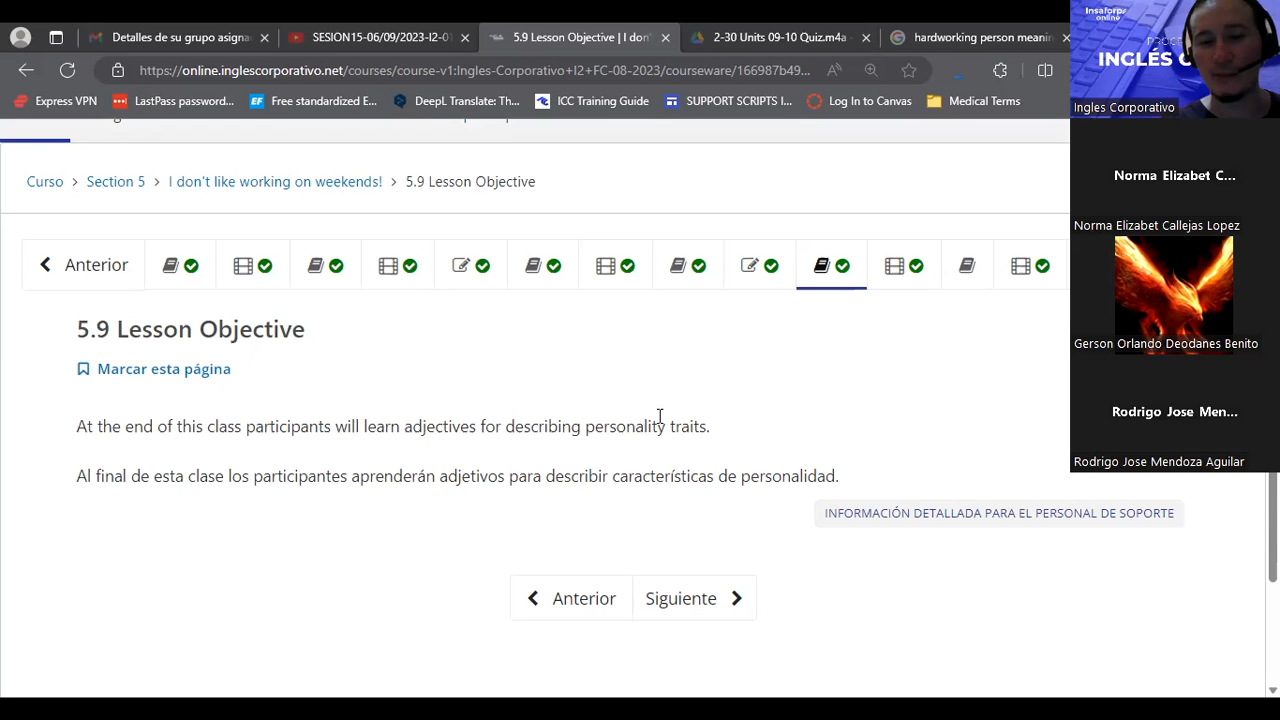 Detalles de su grupo asigna
SESION15-06/09/2023-I2-0
5.9 Lesson Objective | I don'
2-30 Units 09-10 Quiz.m4a
hardworking person meanin
https://online.inglescorporativo.net/courses/course-v1:Ingles-Corporativo+I2+FC-08-2023/courseware/166987b49...
Express VPN
LastPass password...
Free standardized E...
DeepL Translate: Th...
ICC Training Guide
SUPPORT SCRIPTS I...
Log In to Canvas
Medical Terms
Insaforp
online
INGLÉS C
Ingles Corporativo
Norma Elizabet C...
Norma Elizabet Callejas Lopez
Gerson Orlando Deodanes Benito
Rodrigo Jose Men...
Rodrigo Jose Mendoza Aguilar
Curso > Section 5 > I don't like working on weekends! > 5.9 Lesson Objective
Anterior
5.9 Lesson Objective
Marcar esta página
At the end of this class participants will learn adjectives for describing personality traits.
Al final de esta clase los participantes aprenderán adjetivos para describir características de personalidad.
INFORMACIÓN DETALLADA PARA EL PERSONAL DE SOPORTE
Anterior
Siguiente